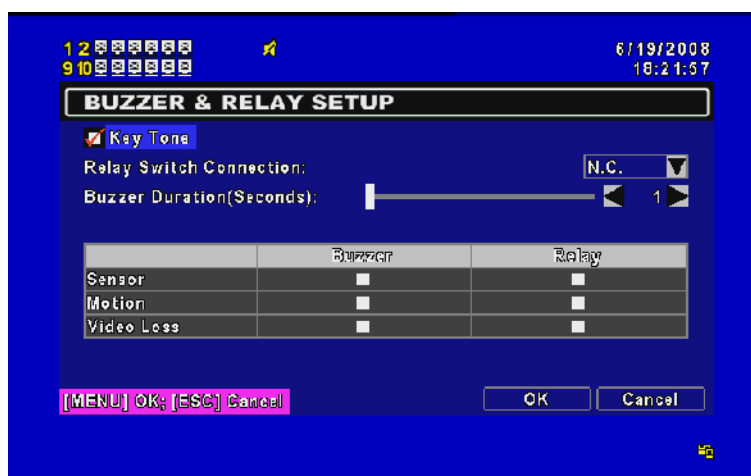 1 2
6/19/2008
9 10
18:21:57
BUZZER & RELAY SETUP
Key Tone
Relay Switch Connection: N.C.
Buzzer Duration(Seconds): 1
Buzzer Relay
Sensor
Motion
Video Loss
[MENU] OK; [ESC] Cancel
OK Cancel